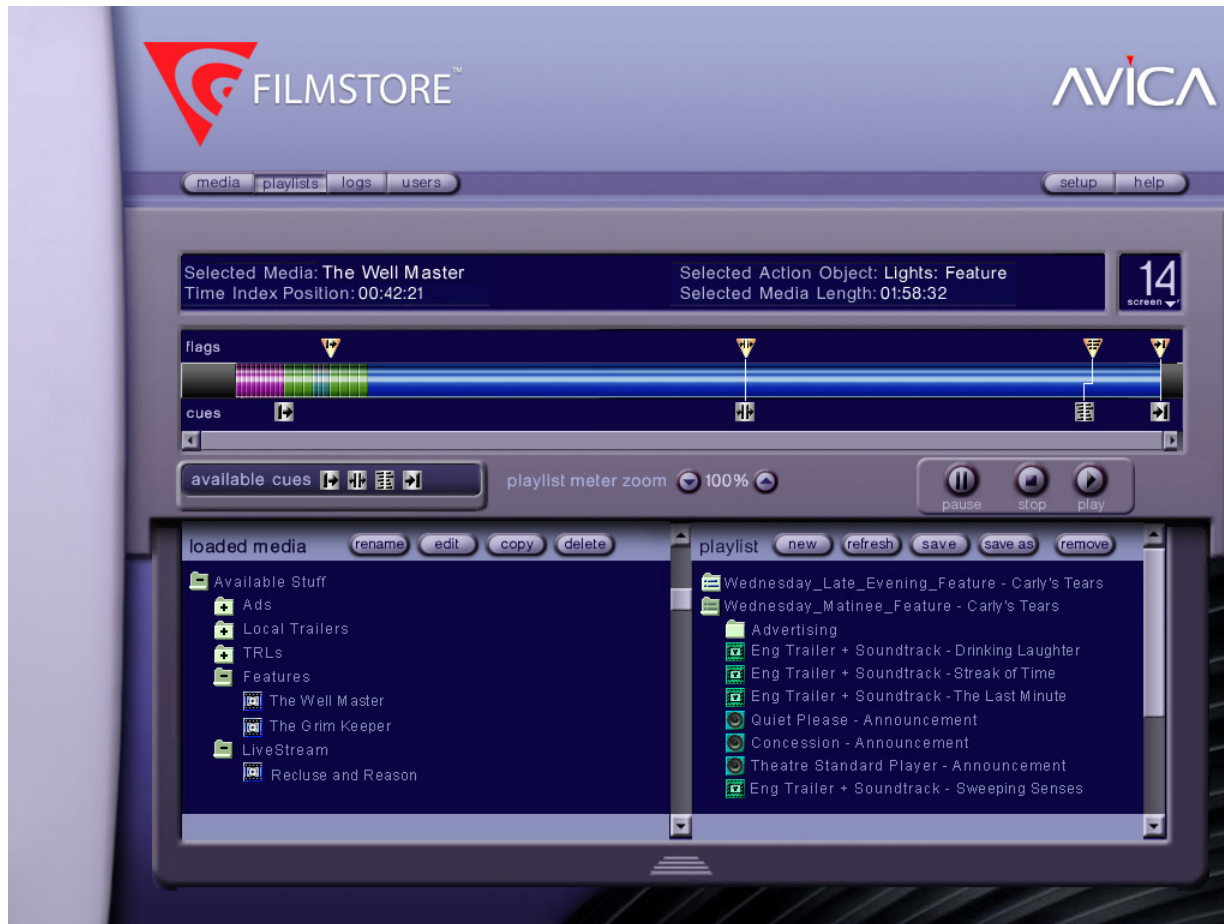 FILMSTORE™
AVICA
media playlists logs users
setup help
Selected Media: The Well Master
Time Index Position: 00:42:21
Selected Action Object: Lights: Feature
Selected Media Length: 01:58:32
14
screen
flags
cues
available cues
playlist meter zoom 100%
pause stop play
loaded media rename edit copy delete
Available Stuff
Ads
Local Trailers
TRLs
Features
The Well Master
The Grim Keeper
LiveStream
Recluse and Reason
playlist new refresh save save as remove
Wednesday_Late_Evening_Feature - Carly's Tears
Wednesday_Matinee_Feature - Carly's Tears
Advertising
Eng Trailer + Soundtrack - Drinking Laughter
Eng Trailer + Soundtrack - Streak of Time
Eng Trailer + Soundtrack - The Last Minute
Quiet Please - Announcement
Concession - Announcement
Theatre Standard Player - Announcement
Eng Trailer + Soundtrack - Sweeping Senses